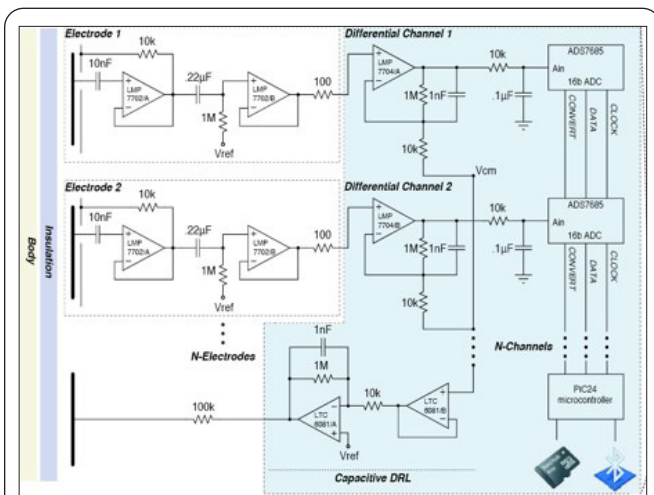 Electrode 1
10k
10nF
LMP
7702/A
.22µF
1M
Vref
LMP
7702/B
100
Differential Channel 1
LMP
7704/A
1M
1nF
10k
10k
.1µF
ADS7685
Ain
16b ADC
CONVERT
DATA
CLOCK
Vcm
Electrode 2
10k
10nF
LMP
7702/A
.22µF
1M
Vref
LMP
7702/B
100
Differential Channel 2
LMP
7704/B
1M
1nF
10k
10k
.1µF
ADS7685
Ain
16b ADC
CONVERT
DATA
CLOCK
Body
Insulation
N-Electrodes
N-Channels
1nF
1M
100k
LTC
6081/A
Vref
10k
LTC
6081/B
Capacitive DRL
PIC24
microcontroller